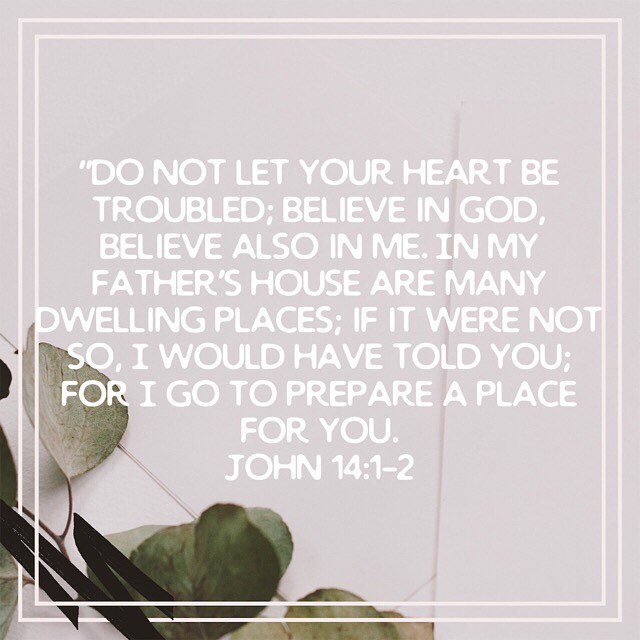 "DO NOT LET YOUR HEART BE
TROUBLED; BELIEVE IN GOD,
BELIEVE ALSO IN ME. IN MY
FATHER'S HOUSE ARE MANY
DWELLING PLACES; IF IT WERE NOT
SO, I WOULD HAVE TOLD YOU;
FOR I GO TO PREPARE A PLACE
FOR YOU.
JOHN 14:1-2